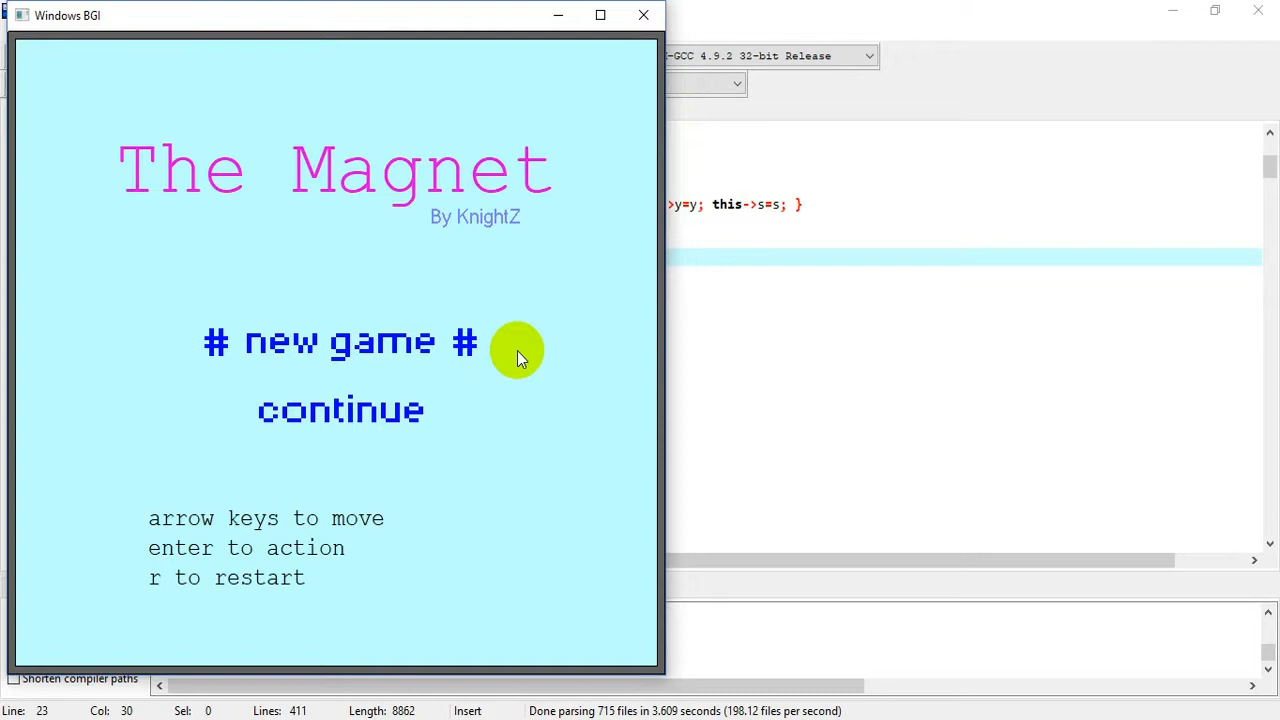 Windows BGI
-GCC 4.9.2 32-bit Release
The Magnet
By KnightZ
>y=y; this->s=s; }
# new game #
continue
arrow keys to move
enter to action
r to restart
Shorten compiler paths
Line: 23 Col: 30 Sel: 0 Lines: 411 Length: 8862 Insert Done parsing 715 files in 3.609 seconds (198.12 files per second)